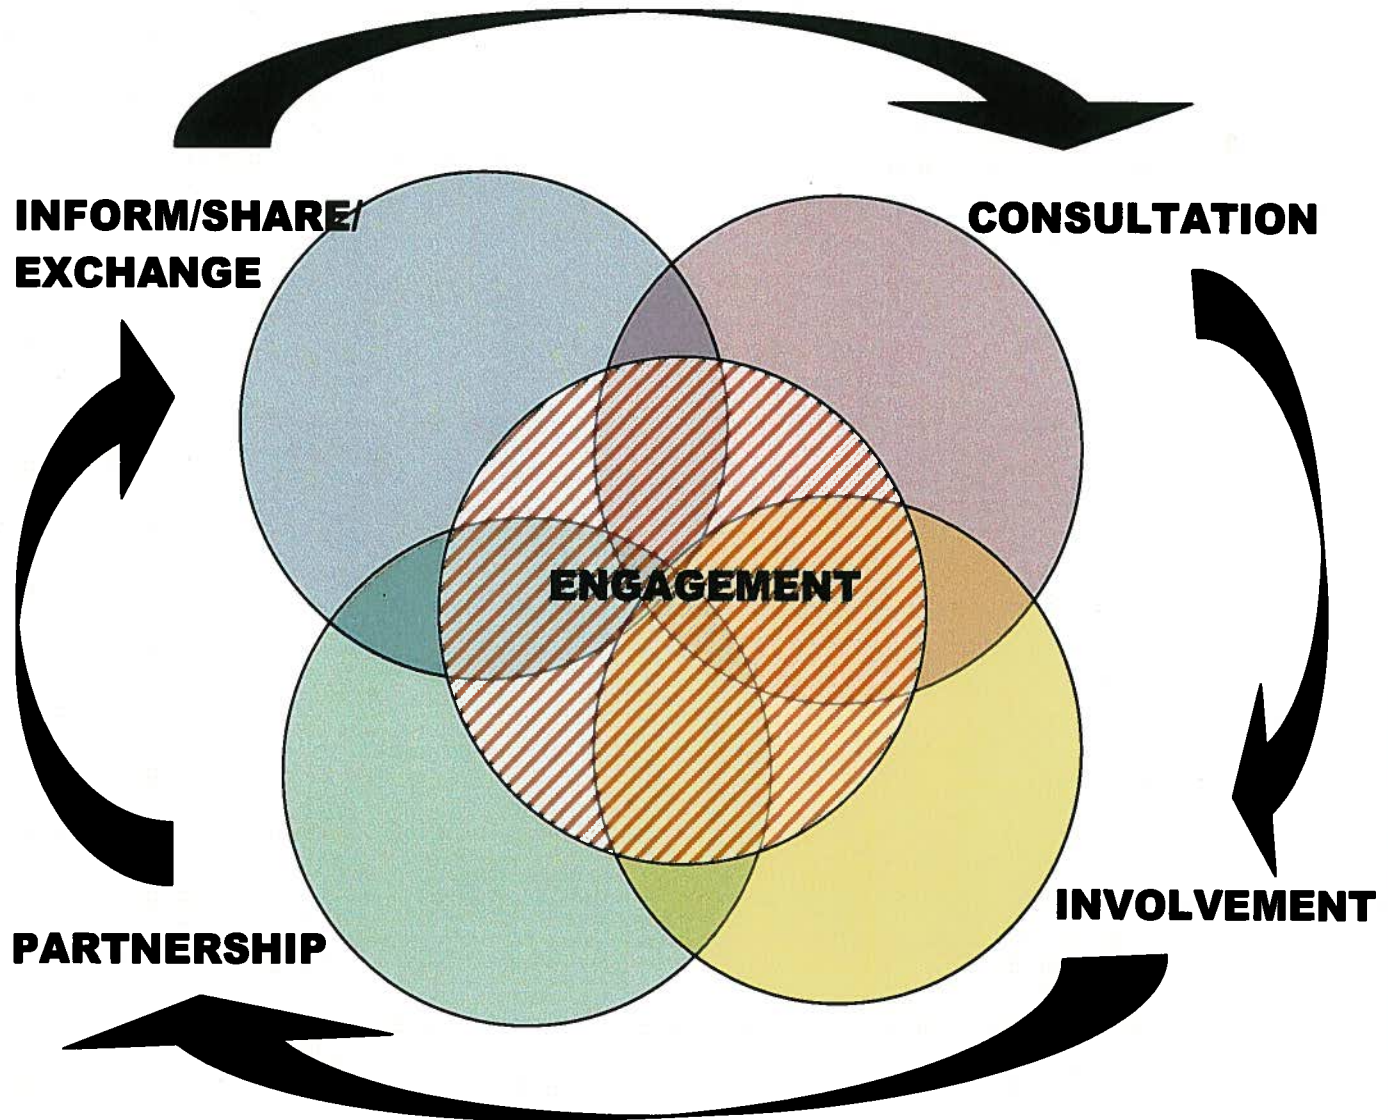 INFORM/SHARE/
EXCHANGE
CONSULTATION
ENGAGEMENT
INVOLVEMENT
PARTNERSHIP